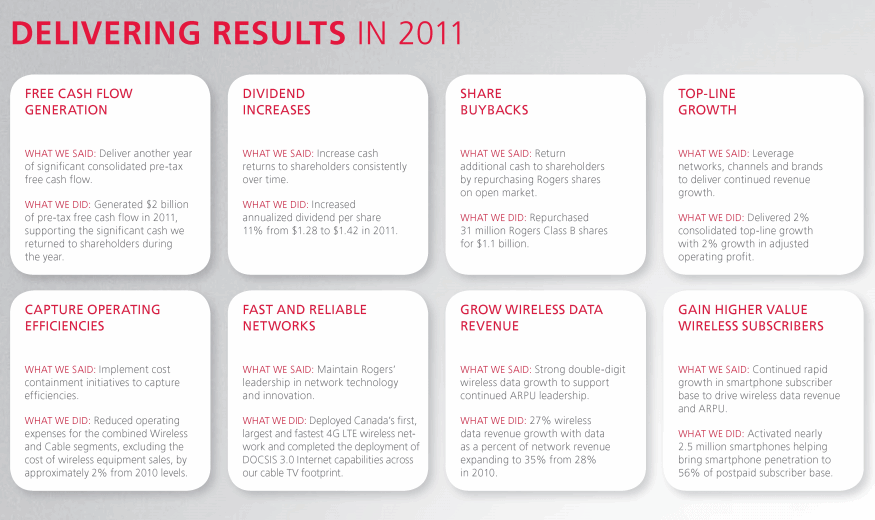 DELIVERING RESULTS IN 2011
FREE CASH FLOW
GENERATION
WHAT WE SAID: Deliver another year
of significant consolidated pre-tax
free cash flow.
WHAT WE DID: Generated $2 billion
of pre-tax free cash flow in 2011,
supporting the significant cash we
returned to shareholders during
the year.
DIVIDEND
INCREASES
WHAT WE SAID: Increase cash
returns to shareholders consistently
over time.
WHAT WE DID: Increased
annualized dividend per share
11% from $1.28 to $1.42 in 2011.
SHARE
BUYBACKS
WHAT WE SAID: Return
additional cash to shareholders
by repurchasing Rogers shares
on open market.
WHAT WE DID: Repurchased
31 million Rogers Class B shares
for $1.1 billion.
TOP-LINE
GROWTH
WHAT WE SAID: Leverage
networks, channels and brands
to deliver continued revenue
growth.
WHAT WE DID: Delivered 2%
consolidated top-line growth
with 2% growth in adjusted
operating profit.
CAPTURE OPERATING
EFFICIENCIES
WHAT WE SAID: Implement cost
containment initiatives to capture
efficiencies.
WHAT WE DID: Reduced operating
expenses for the combined Wireless
and Cable segments, excluding the
cost of wireless equipment sales, by
approximately 2% from 2010 levels.
FAST AND RELIABLE
NETWORKS
WHAT WE SAID: Maintain Rogers'
leadership in network technology
and innovation.
WHAT WE DID: Deployed Canada's first,
largest and fastest 4G LTE wireless net-
work and completed the deployment of
DOCSIS 3.0 Internet capabilities across
our cable TV footprint.
GROW WIRELESS DATA
REVENUE
WHAT WE SAID: Strong double-digit
wireless data growth to support
continued ARPU leadership.
WHAT WE DID: 27% wireless
data revenue growth with data
as a percent of network revenue
expanding to 35% from 28%
in 2010.
GAIN HIGHER VALUE
WIRELESS SUBSCRIBERS
WHAT WE SAID: Continued rapid
growth in smartphone subscriber
base to drive wireless data revenue
and ARPU.
WHAT WE DID: Activated nearly
2.5 million smartphones helping
bring smartphone penetration to
56% of postpaid subscriber base.